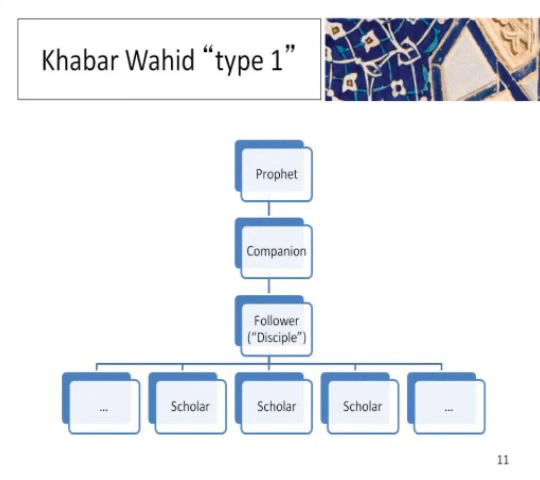 Khabar Wahid “type 1”
Prophet
Companion
Follower
(“Disciple”)
...
Scholar
Scholar
Scholar
...
11